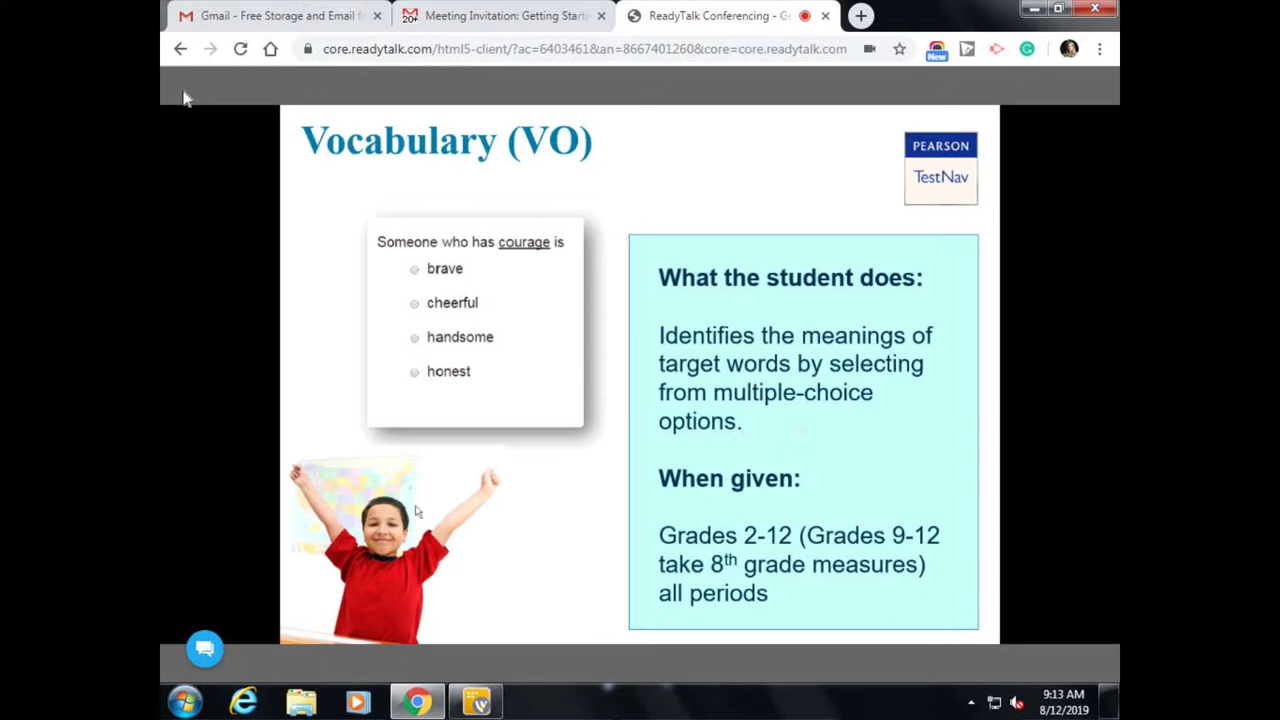 Gmail - Free Storage and Email f
Meeting Invitation: Getting Starte
ReadyTalk Conferencing - Ge
core.readytalk.com/html5-client/?ac=6403461&an=8667401260&core=core.readytalk.com
New
Vocabulary (VO)
PEARSON
TestNav
Someone who has courage is
brave
cheerful
handsome
honest
What the student does:
Identifies the meanings of
target words by selecting
from multiple-choice
options.
When given:
Grades 2-12 (Grades 9-12
take 8th grade measures)
all periods
9:13 AM
8/12/2019